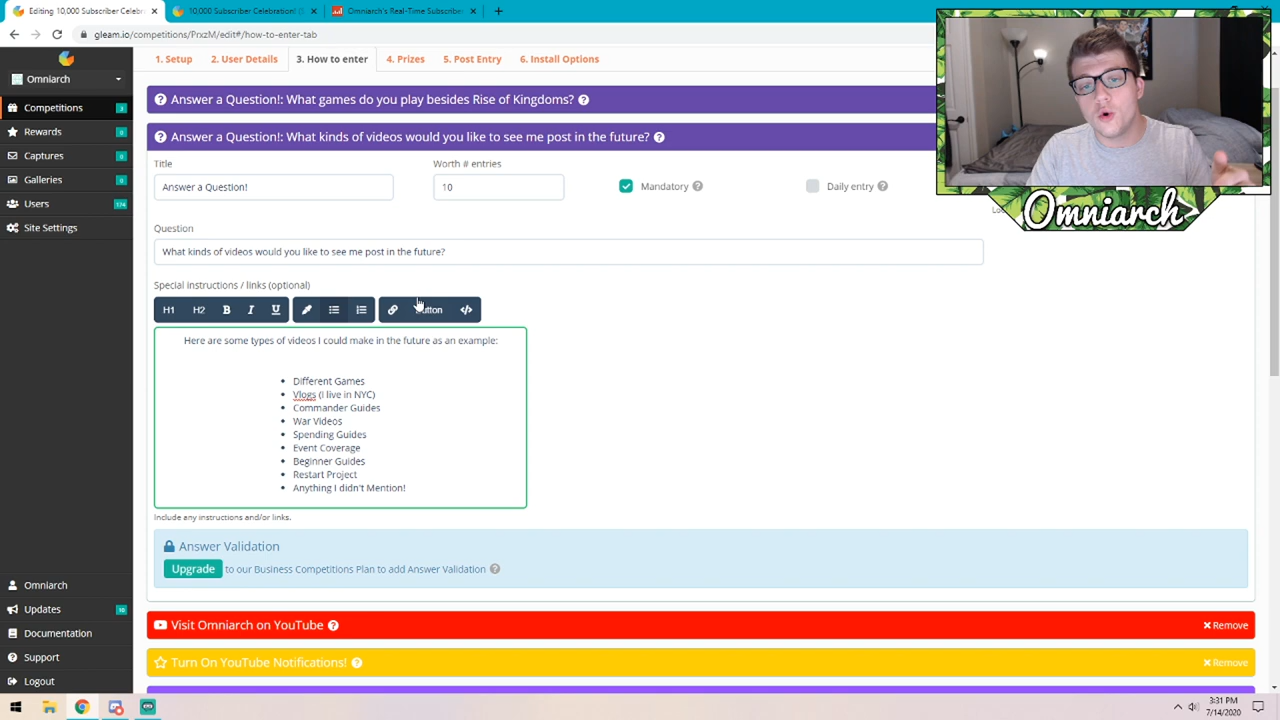 Editing 10,000 Subscriber Celebr
10,000 Subscriber Celebration! (
Omniarch's Real-Time Subscriber
gleam.io/competitions/PrxzM/edit#/how-to-enter-tab
Omniarch
Competitions 3
Rewards 0
Captures 0
Galleries 0
Users 174
Site Settings
Omniarch
Updates 10
Documentation
Support
Logout
1. Setup
2. User Details
3. How to enter
4. Prizes
5. Post Entry
6. Install Options
Answer a Question!: What games do you play besides Rise of Kingdoms?
Answer a Question!: What kinds of videos would you like to see me post in the future?
Title
Worth # entries
Answer a Question!
10
Mandatory
Daily entry
Omniarch
Question
What kinds of videos would you like to see me post in the future?
Special instructions / links (optional)
H1 H2 B I U
Button
Here are some types of videos I could make in the future as an example:
• Different Games
• Vlogs (I live in NYC)
• Commander Guides
• War Videos
• Spending Guides
• Event Coverage
• Beginner Guides
• Restart Project
• Anything I didn't Mention!
Include any instructions and/or links.
Answer Validation
Upgrade to our Business Competitions Plan to add Answer Validation
Visit Omniarch on YouTube
Remove
Turn On YouTube Notifications!
Remove
3:31 PM
7/14/2020